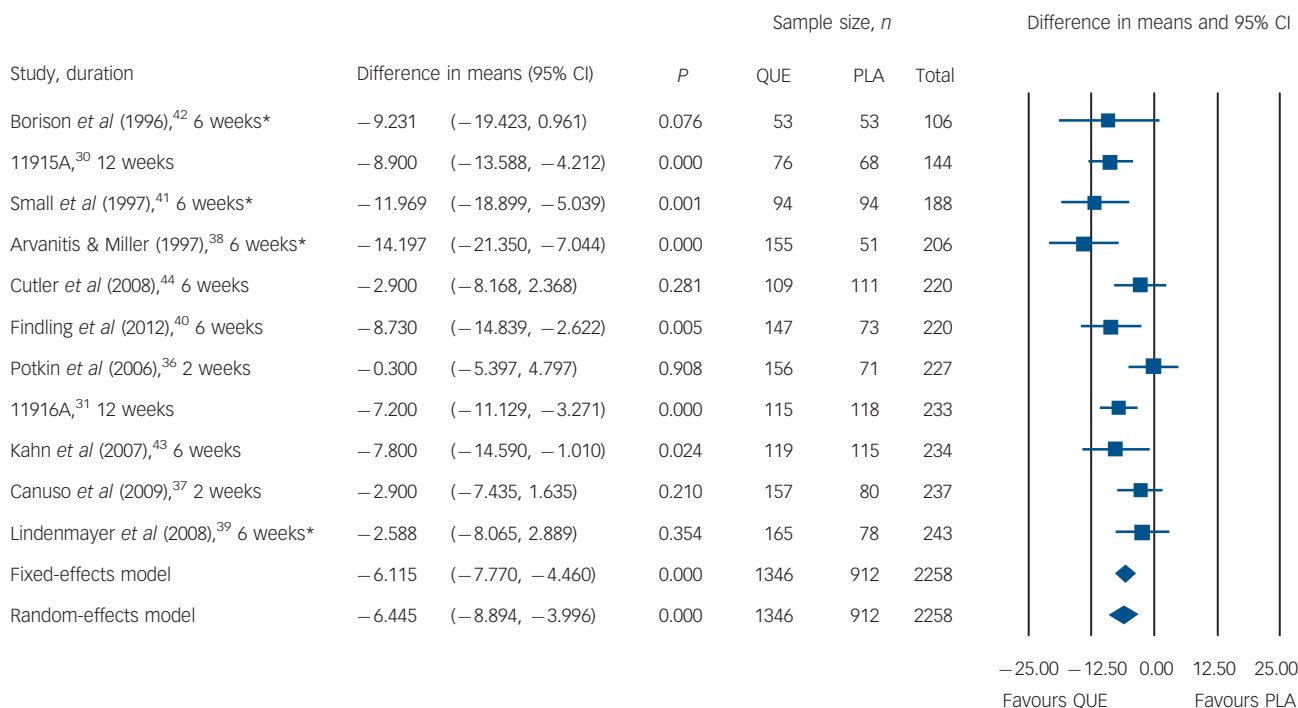 Sample size, n Difference in means and 95% CI
Study, duration Difference in means (95% CI) P QUE PLA Total
Borison et al (1996),42 6 weeks* −9.231 (−19.423, 0.961) 0.076 53 53 106
11915A,30 12 weeks −8.900 (−13.588, −4.212) 0.000 76 68 144
Small et al (1997),41 6 weeks* −11.969 (−18.899, −5.039) 0.001 94 94 188
Arvanitis & Miller (1997),38 6 weeks* −14.197 (−21.350, −7.044) 0.000 155 51 206
Cutler et al (2008),44 6 weeks −2.900 (−8.168, 2.368) 0.281 109 111 220
Findling et al (2012),40 6 weeks −8.730 (−14.839, −2.622) 0.005 147 73 220
Potkin et al (2006),36 2 weeks −0.300 (−5.397, 4.797) 0.908 156 71 227
11916A,31 12 weeks −7.200 (−11.129, −3.271) 0.000 115 118 233
Kahn et al (2007),43 6 weeks −7.800 (−14.590, −1.010) 0.024 119 115 234
Canuso et al (2009),37 2 weeks −2.900 (−7.435, 1.635) 0.210 157 80 237
Lindenmayer et al (2008),39 6 weeks* −2.588 (−8.065, 2.889) 0.354 165 78 243
Fixed-effects model −6.115 (−7.770, −4.460) 0.000 1346 912 2258
Random-effects model −6.445 (−8.894, −3.996) 0.000 1346 912 2258
−25.00 −12.50 0.00 12.50 25.00
Favours QUE Favours PLA